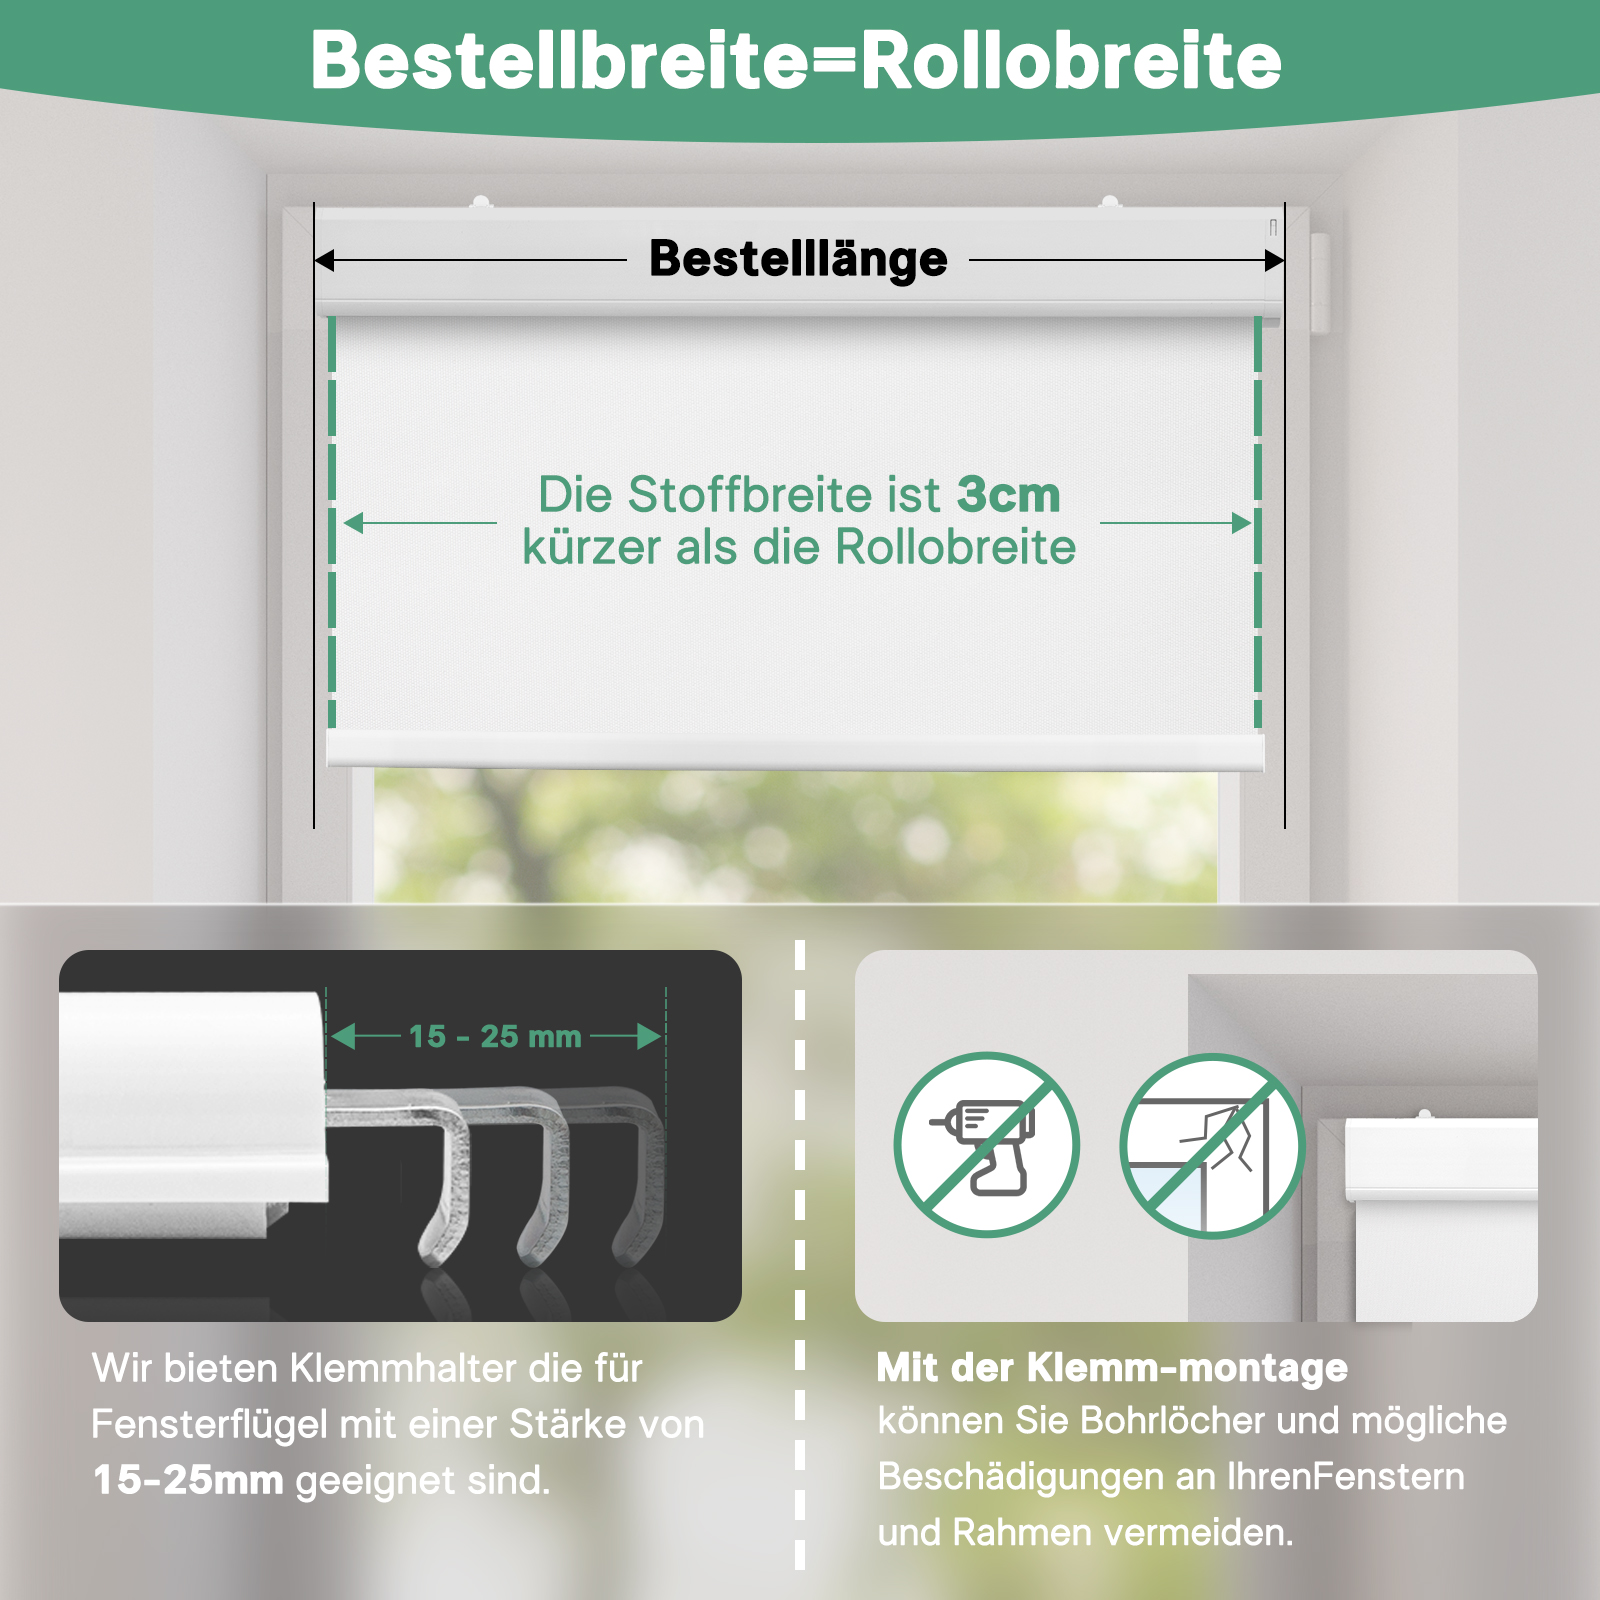 Bestellbreite=Rollobreite
Bestelllänge
Die Stoffbreite ist 3cm
kürzer als die Rollobreite
15 - 25 mm
Wir bieten Klemmhalter die für
Fensterflügel mit einer Stärke von
15-25mm geeignet sind.
Mit der Klemm-montage
können Sie Bohrlöcher und mögliche
Beschädigungen an IhrenFenstern
und Rahmen vermeiden.